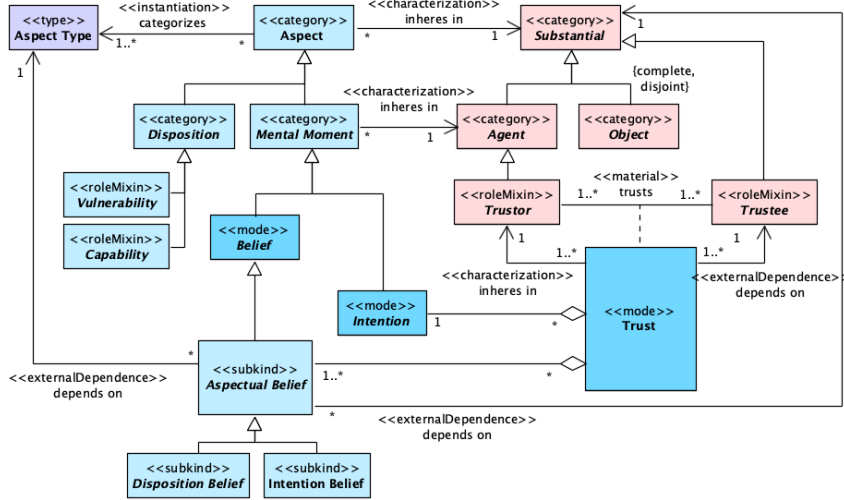 <<type>>
Aspect Type
<<instantiation>>
categorizes
1..*
*
<<category>>
Aspect
<<characterization>>
inheres in
*
1
<<category>>
Substantial
1
1
{complete,
disjoint}
<<category>>
Disposition
<<category>>
Mental Moment
<<characterization>>
inheres in
*
1
<<category>>
Agent
<<category>>
Object
<<roleMixin>>
Vulnerability
<<roleMixin>>
Capability
<<mode>>
Belief
<<roleMixin>>
Trustor
1..*
<<material>>
trusts
1..*
<<roleMixin>>
Trustee
1
1..*
<<characterization>>
inheres in
1..*
1
<<externalDependence>>
depends on
<<mode>>
Intention
1
*
<<mode>>
Trust
*
<<externalDependence>>
depends on
<<subkind>>
Aspectual Belief
1..*
*
*
<<externalDependence>>
depends on
<<subkind>>
Disposition Belief
<<subkind>>
Intention Belief